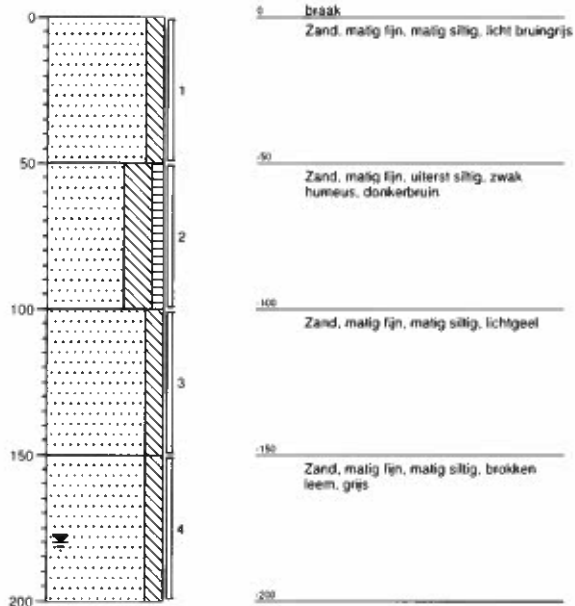 0
50
100
150
200
1
2
3
4
0 braak
Zand, matig fijn, matig siltig, licht bruingrijs
-50
Zand, matig fijn, uiterst siltig, zwak
humeus, donkerbruin
-100
Zand, matig fijn, matig siltig, lichtgeel
-150
Zand, matig fijn, matig siltig, brokken
leem, grijs
-200